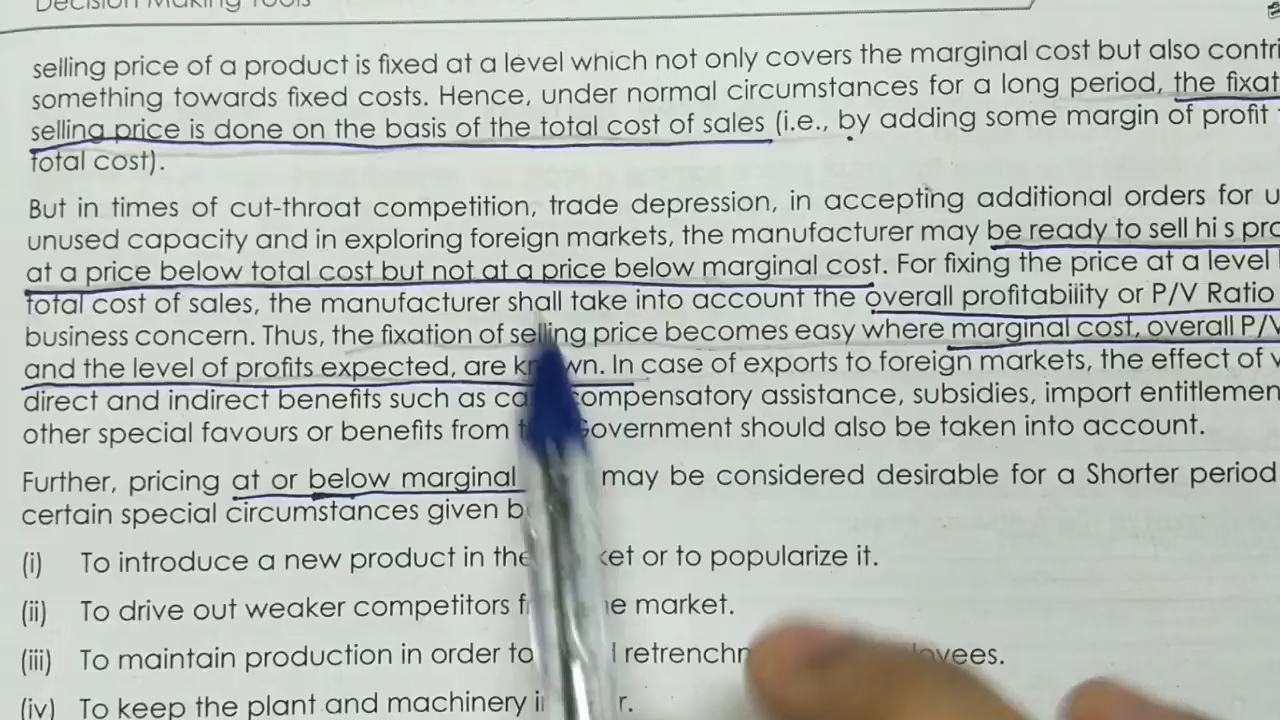 Decision Making Tools
selling price of a product is fixed at a level which not only covers the marginal cost but also contri
something towards fixed costs. Hence, under normal circumstances for a long period, the fixat
selling price is done on the basis of the total cost of sales (i.e., by adding some margin of profit
total cost).
But in times of cut-throat competition, trade depression, in accepting additional orders for u
unused capacity and in exploring foreign markets, the manufacturer may be ready to sell hi s pro
at a price below total cost but not at a price below marginal cost. For fixing the price at a level
total cost of sales, the manufacturer shall take into account the overall profitability or P/V Ratio
business concern. Thus, the fixation of selling price becomes easy where marginal cost, overall P/V
and the level of profits expected, are known. In case of exports to foreign markets, the effect of v
direct and indirect benefits such as ca ompensatory assistance, subsidies, import entitlemen
other special favours or benefits from Government should also be taken into account.
Further, pricing at or below marginal may be considered desirable for a Shorter period
certain special circumstances given b
(i) To introduce a new product in the ket or to popularize it.
(ii) To drive out weaker competitors f e market.
(iii) To maintain production in order to retrenchm oyees.
(iv) To keep the plant and machinery i r.